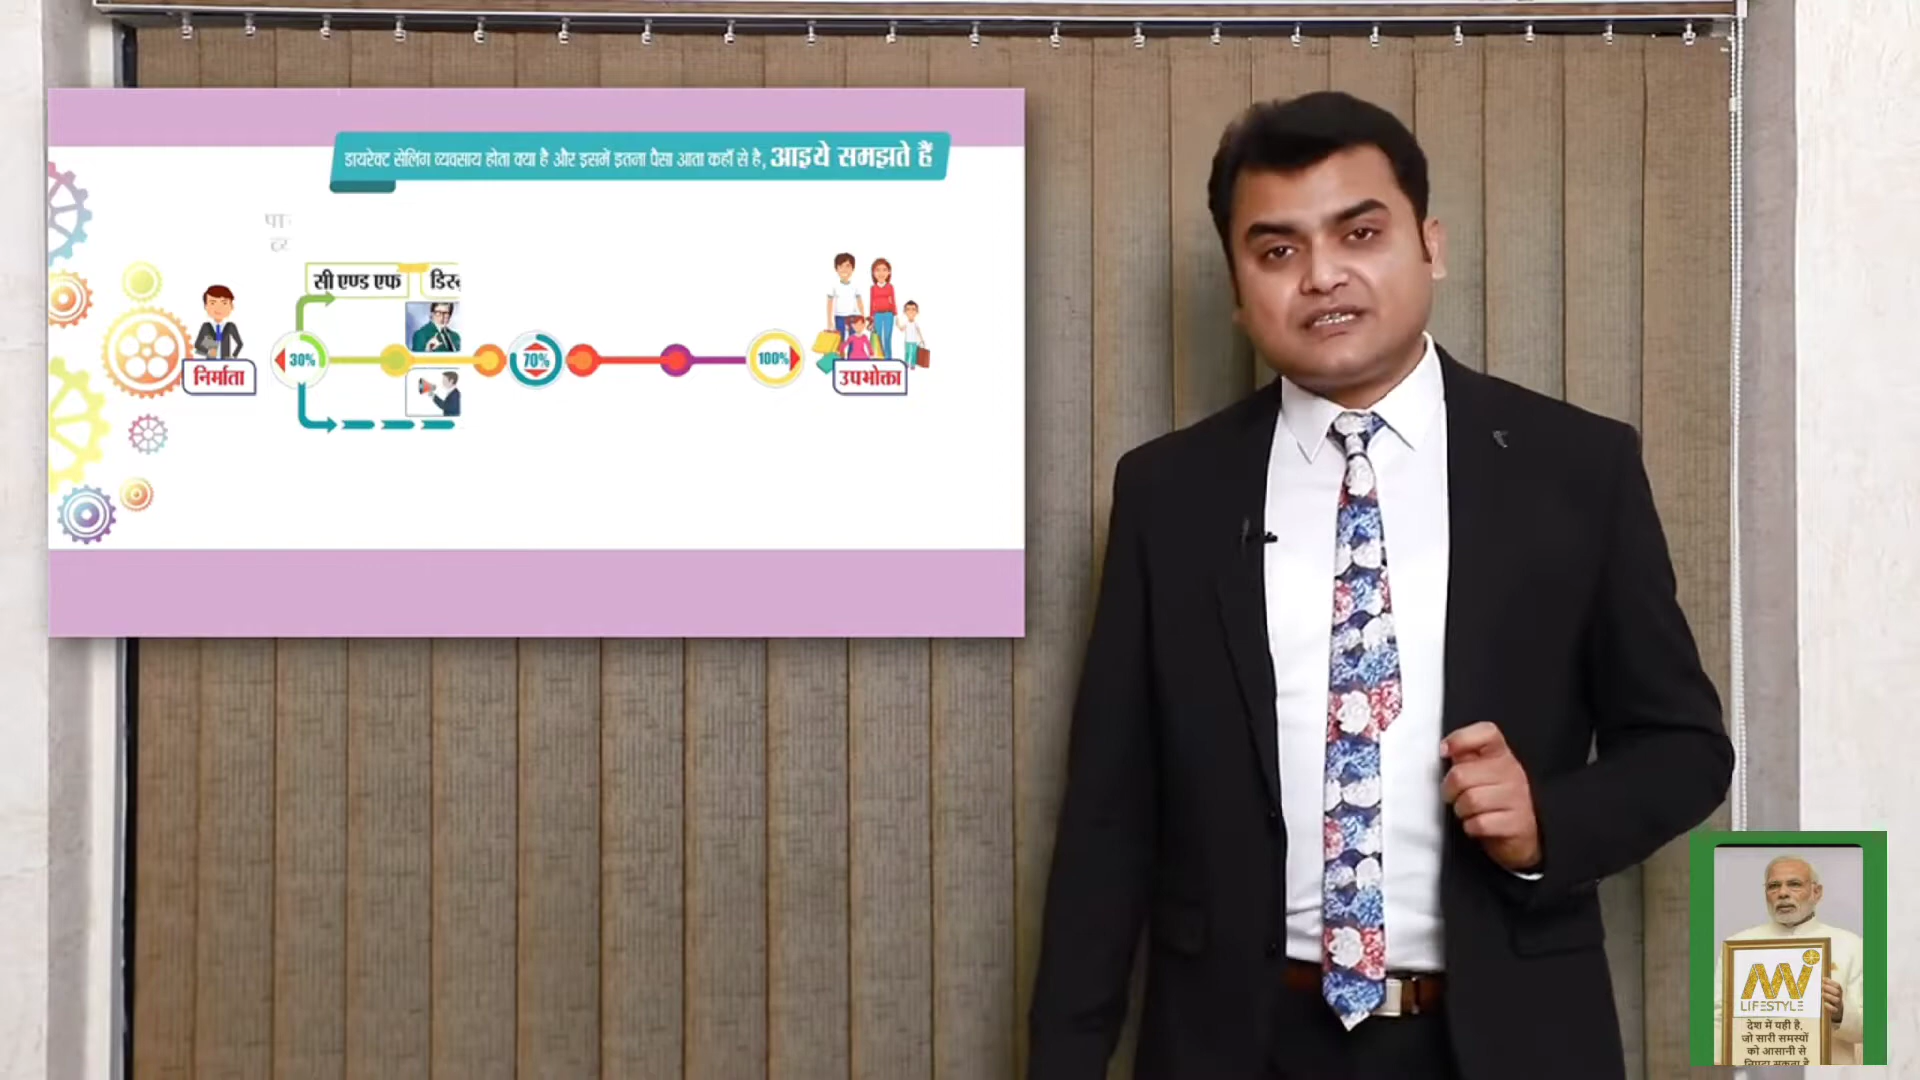 डायरेक्ट सेलिंग व्यवसाय होता क्या है और इसमें इतना पैसा आता कहाँ से है, आइये समझते हैं
सी एण्ड एफ
30%
70%
100%
निर्माता
उपभोक्ता
LIFESTYLE
देश में यही है,
जो सारी समस्यों
को आसानी से